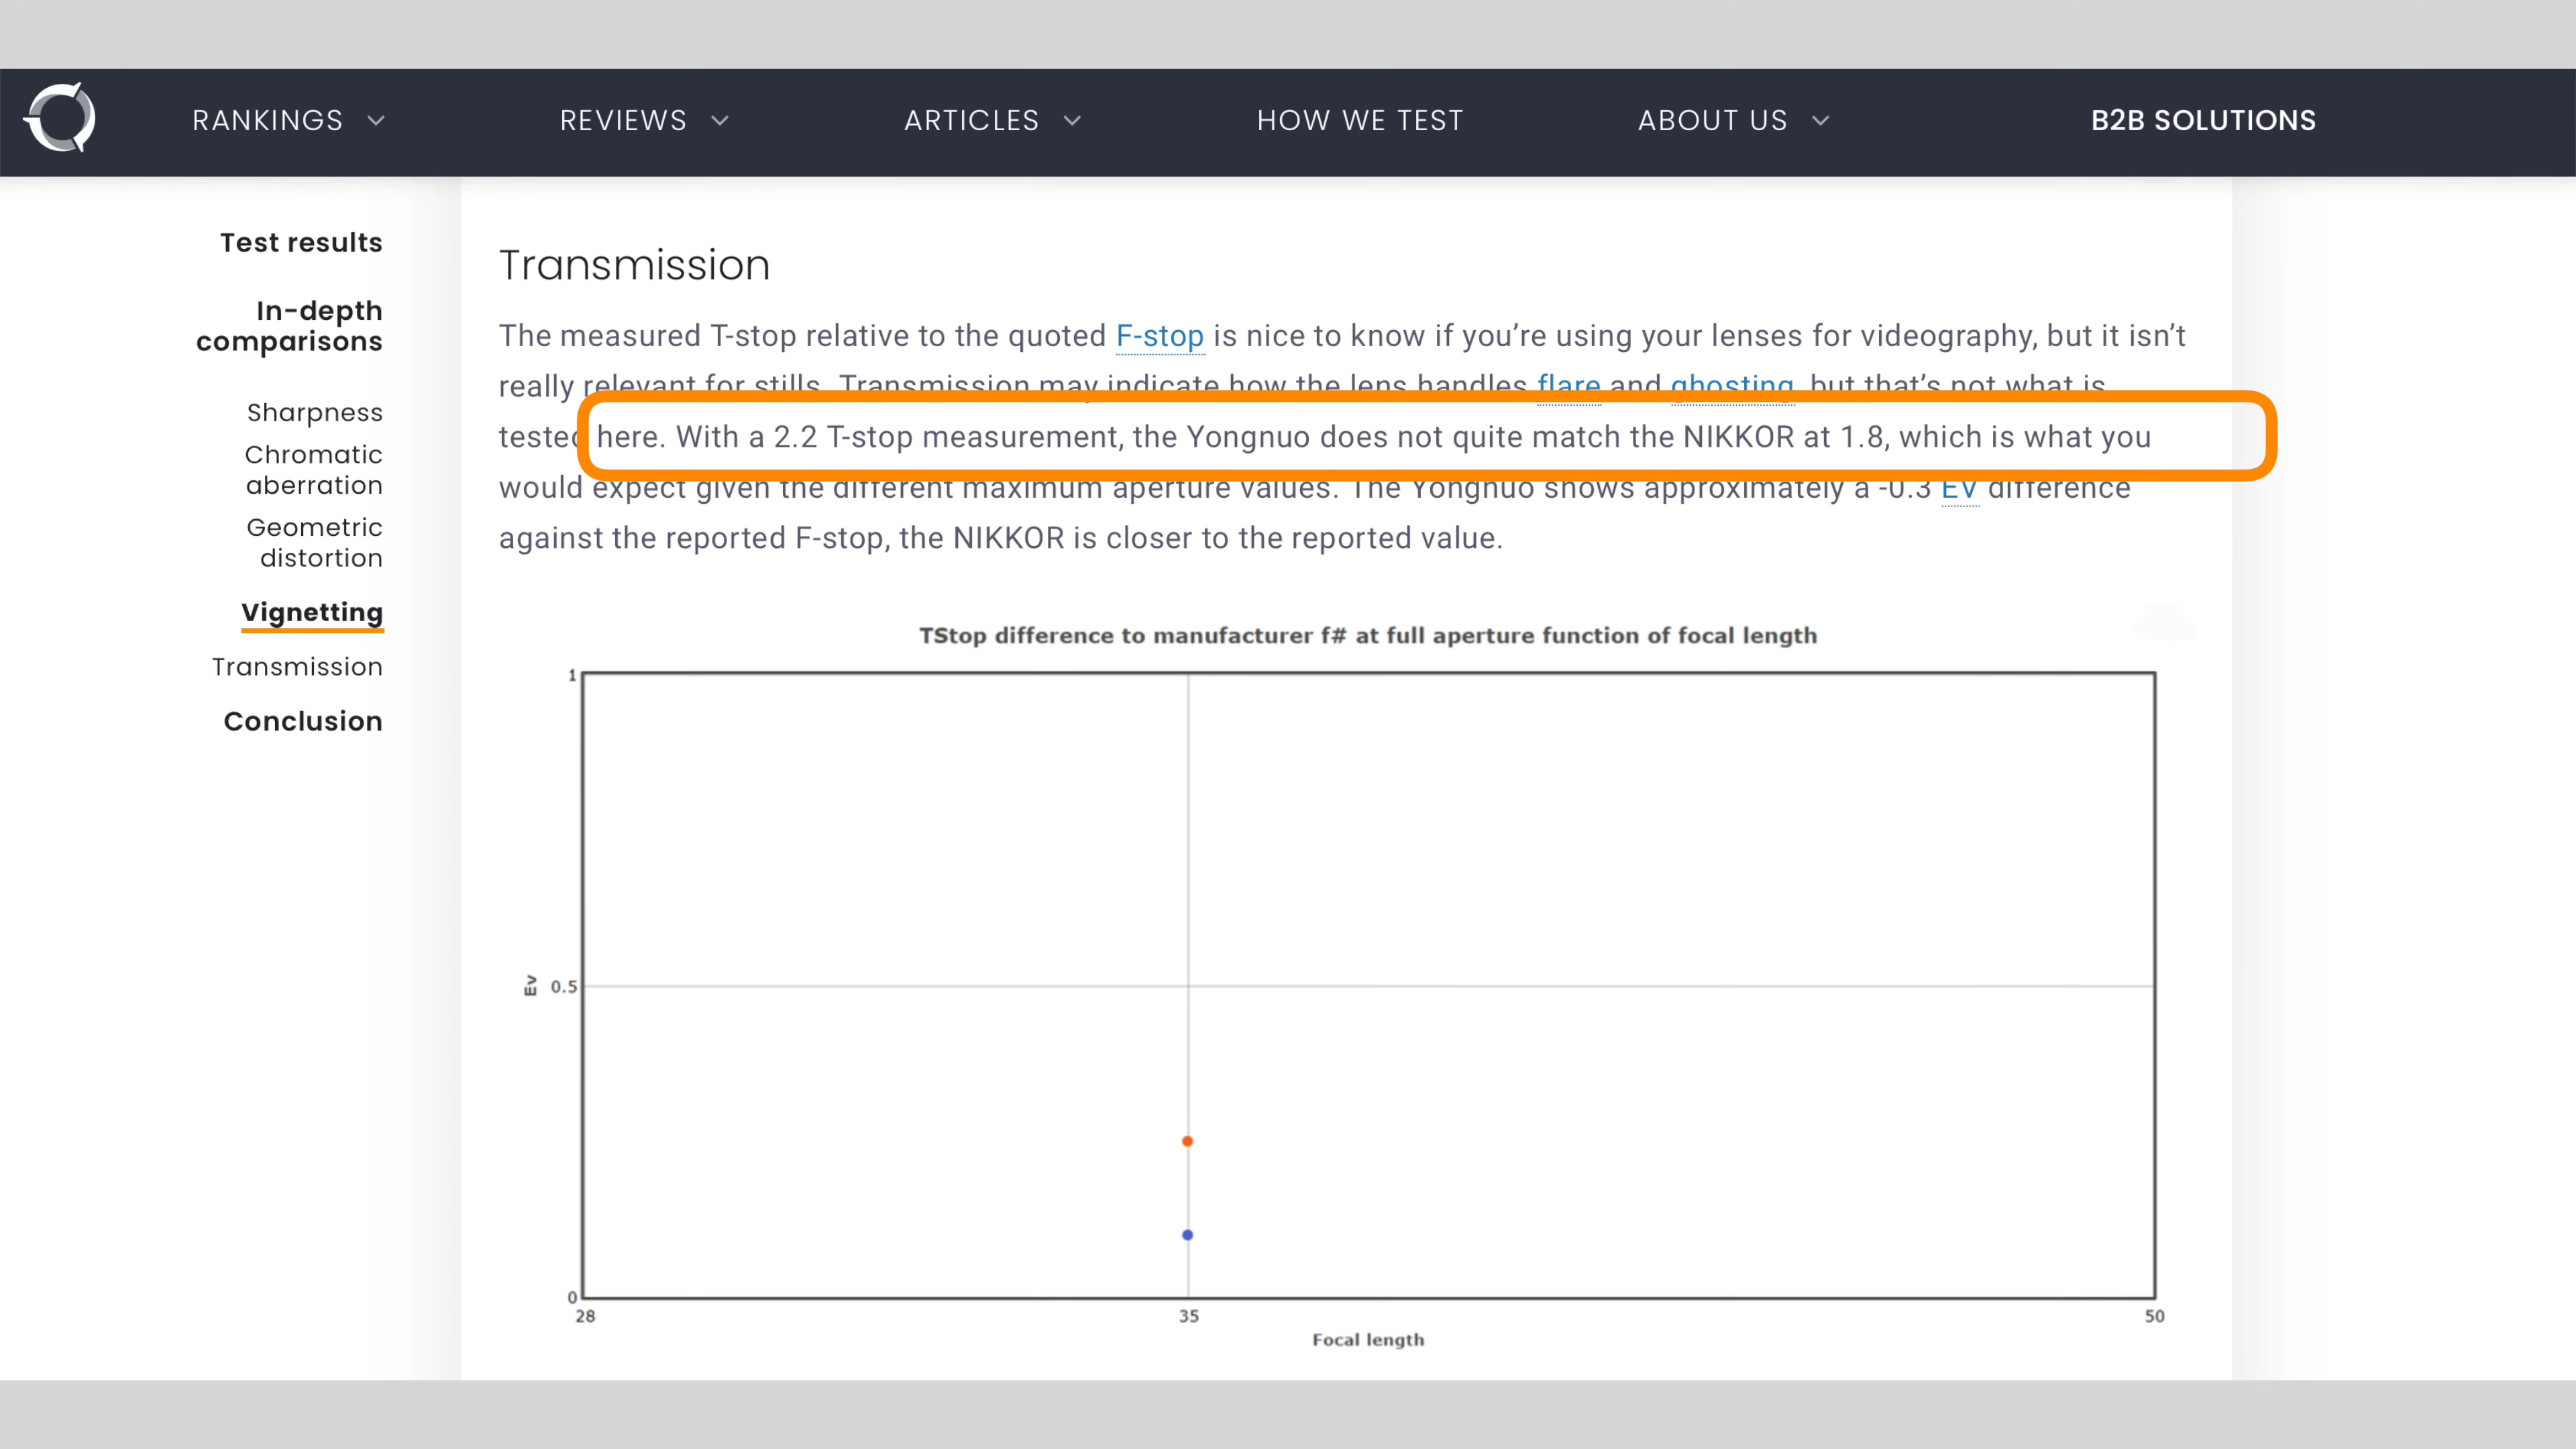 RANKINGS
REVIEWS
ARTICLES
HOW WE TEST
ABOUT US
B2B SOLUTIONS
Test results
In-depth
comparisons
Sharpness
Chromatic
aberration
Geometric
distortion
Vignetting
Transmission
Conclusion
Transmission
The measured T-stop relative to the quoted F-stop is nice to know if you're using your lenses for videography, but it isn't
really relevant for stills. Transmission may indicate how the lens handles flare and ghosting, but that's not what is
tested here. With a 2.2 T-stop measurement, the Yongnuo does not quite match the NIKKOR at 1.8, which is what you
would expect given the different maximum aperture values. The Yongnuo shows approximately a -0.3 EV difference
against the reported F-stop, the NIKKOR is closer to the reported value.
TStop difference to manufacturer f# at full aperture function of focal length
1
Ev 0.5
0
28 35 50
Focal length